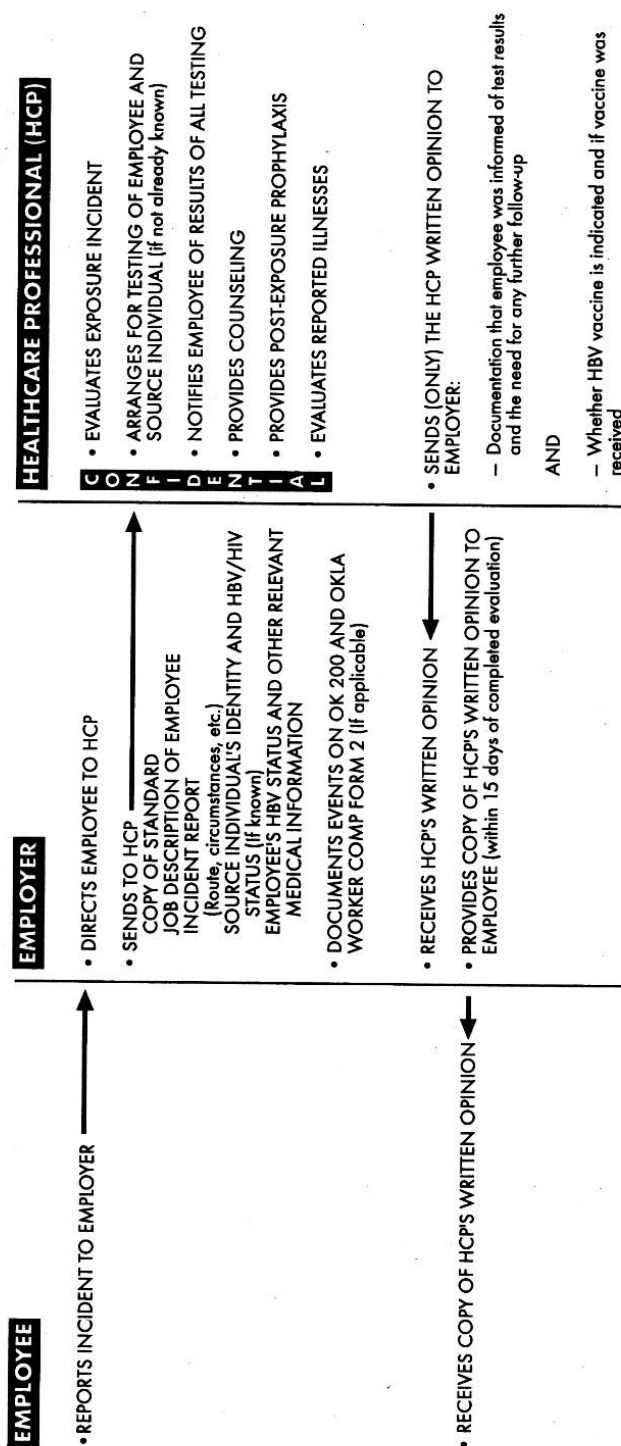 EMPLOYEE
• REPORTS INCIDENT TO EMPLOYER
• RECEIVES COPY OF HCP'S WRITTEN OPINION
EMPLOYER
• DIRECTS EMPLOYEE TO HCP
• SENDS TO HCP
COPY OF STANDARD
JOB DESCRIPTION OF EMPLOYEE
INCIDENT REPORT
(Route, circumstances, etc.)
SOURCE INDIVIDUAL'S IDENTITY AND HBV/HIV
STATUS (If known)
EMPLOYEE'S HBV STATUS AND OTHER RELEVANT
MEDICAL INFORMATION
• DOCUMENTS EVENTS ON OK 200 AND OKLA
WORKER COMP FORM 2 (If applicable)
• RECEIVES HCP'S WRITTEN OPINION
• PROVIDES COPY OF HCP'S WRITTEN OPINION TO
EMPLOYEE (within 15 days of completed evaluation)
HEALTHCARE PROFESSIONAL (HCP)
CONFIDENTIAL
• EVALUATES EXPOSURE INCIDENT
• ARRANGES FOR TESTING OF EMPLOYEE AND
SOURCE INDIVIDUAL (if not already known)
• NOTIFIES EMPLOYEE OF RESULTS OF ALL TESTING
• PROVIDES COUNSELING
• PROVIDES POST-EXPOSURE PROPHYLAXIS
• EVALUATES REPORTED ILLNESSES
• SENDS (ONLY) THE HCP WRITTEN OPINION TO
EMPLOYER:
– Documentation that employee was informed of test results
and the need for any further follow-up
AND
– Whether HBV vaccine is indicated and if vaccine was
received